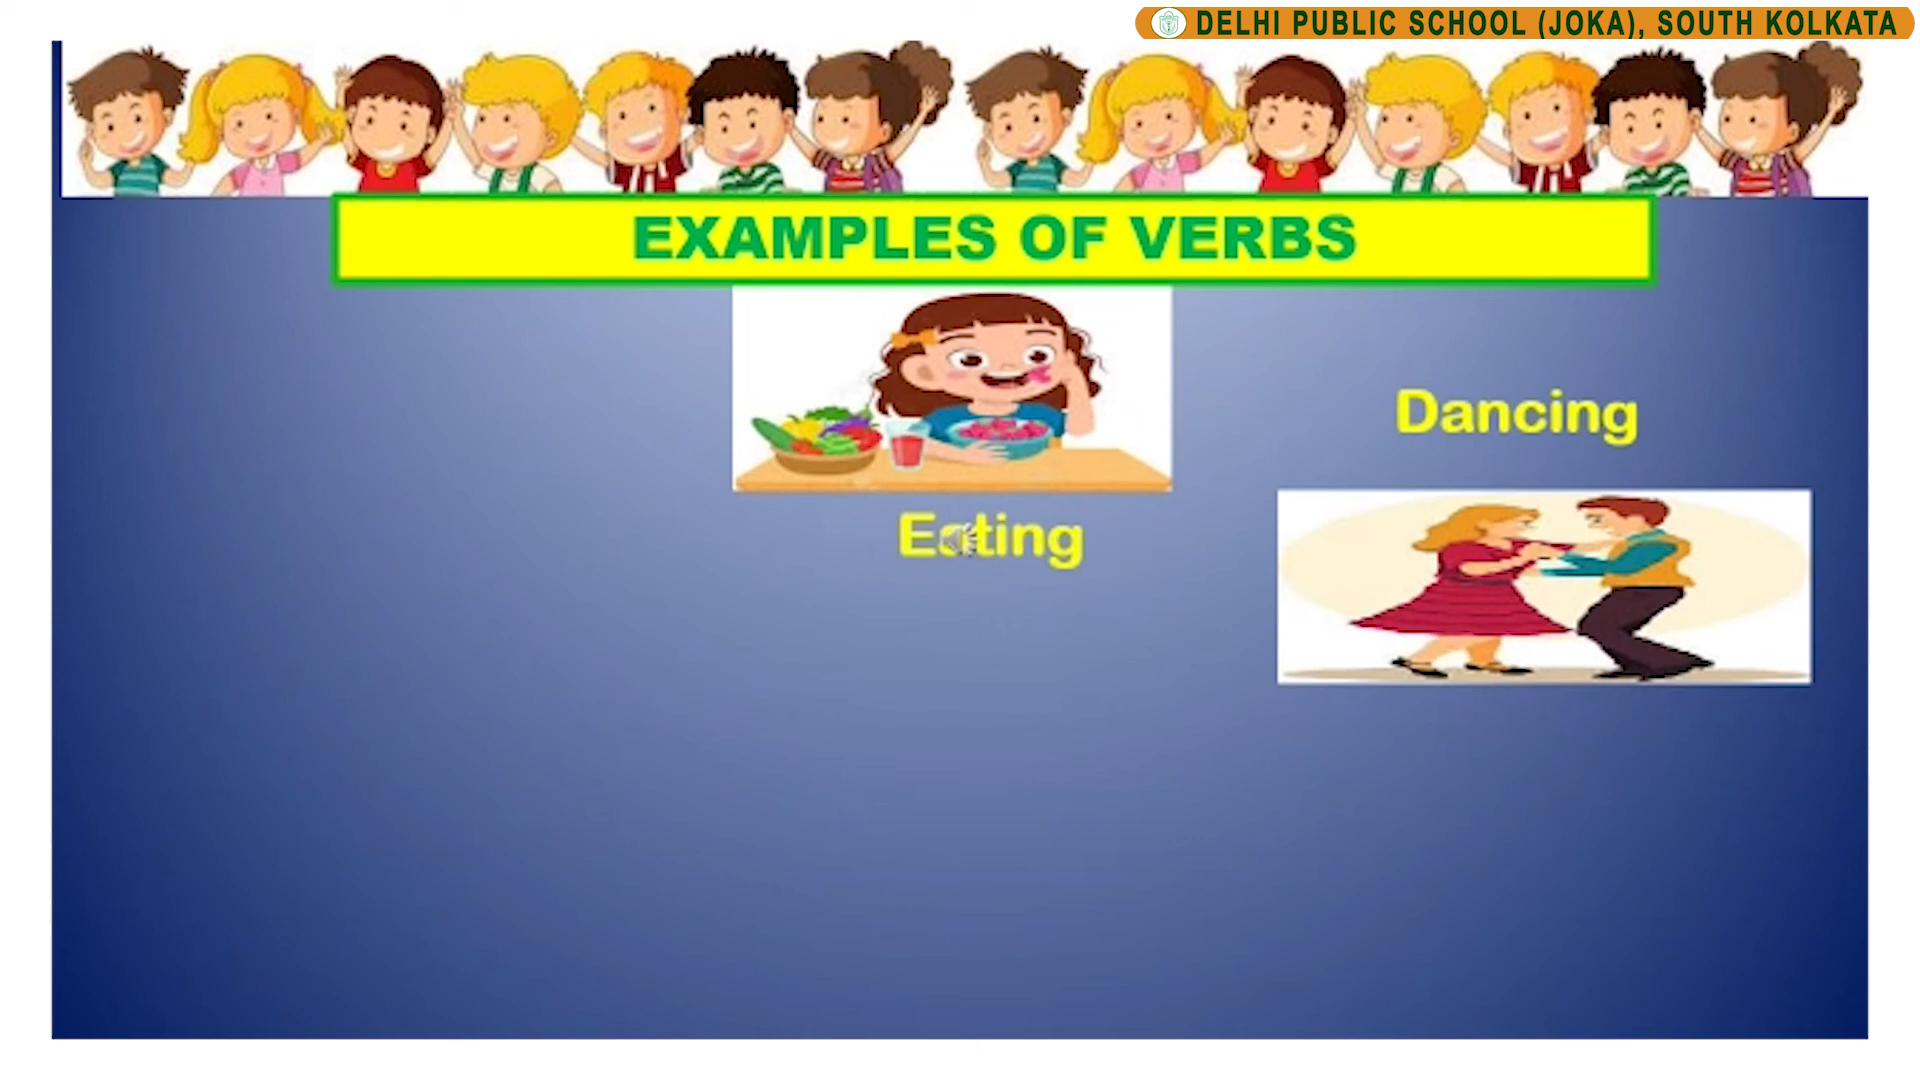 DELHI PUBLIC SCHOOL (JOKA), SOUTH KOLKATA
EXAMPLES OF VERBS
Dancing
Eating